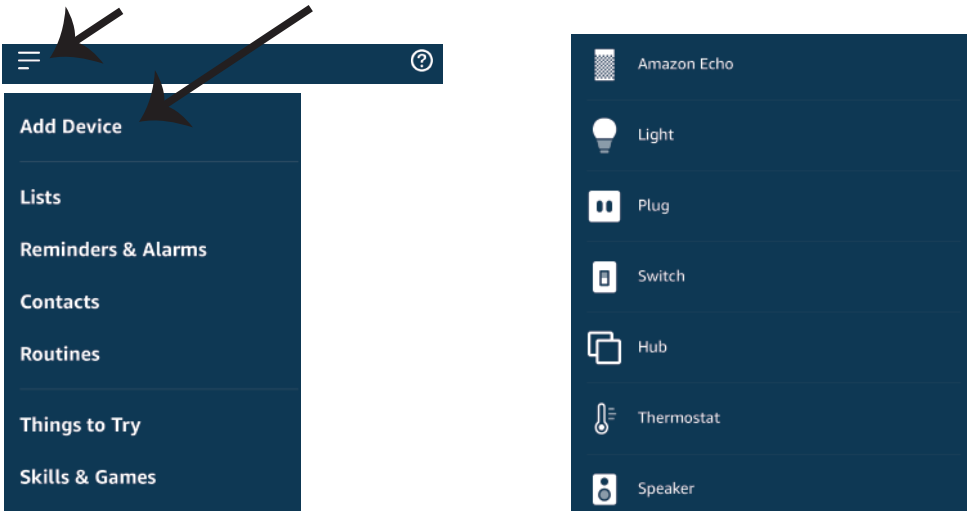 Add Device
Lists
Reminders & Alarms
Contacts
Routines
Things to Try
Skills & Games
Amazon Echo
Light
Plug
Switch
Hub
Thermostat
Speaker